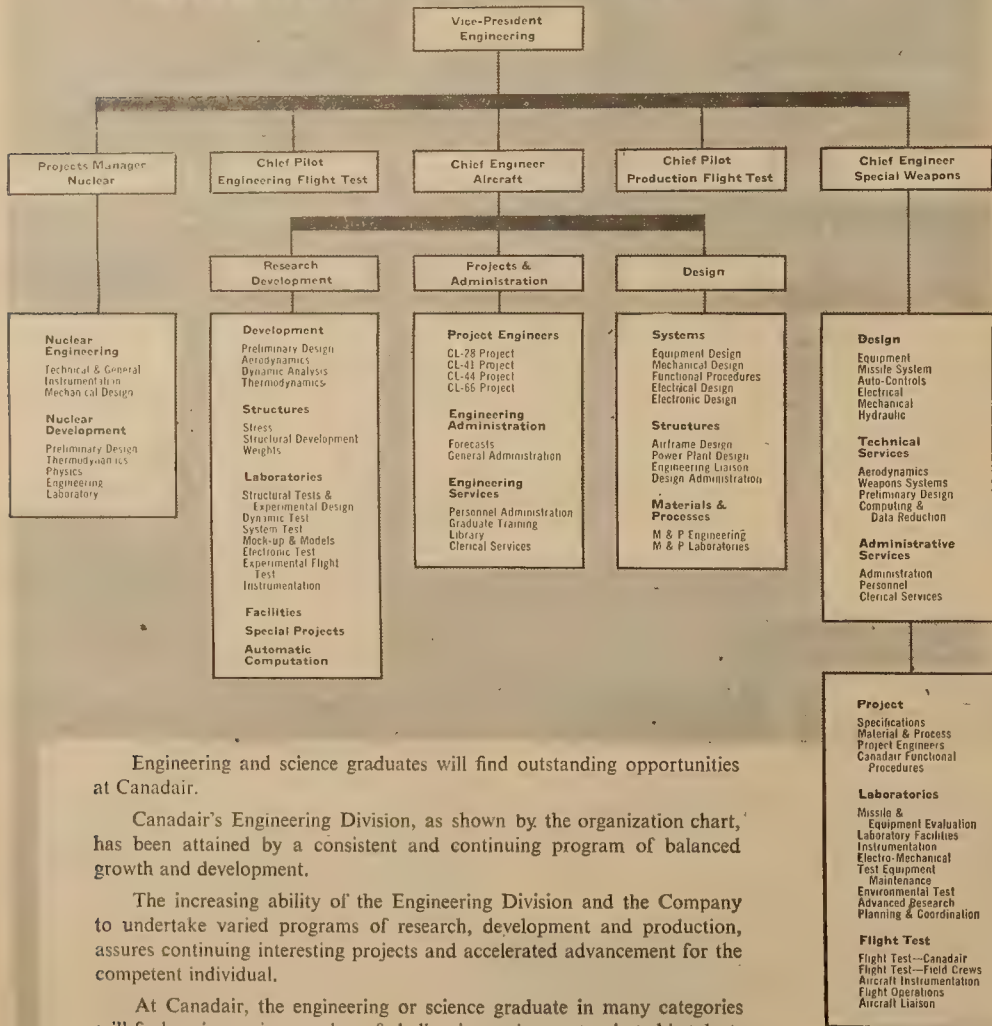 Vice-President
Engineering
Projects Manager
Nuclear
Chief Pilot
Engineering Flight Test
Chief Engineer
Aircraft
Chief Pilot
Production Flight Test
Chief Engineer
Special Weapons
Research
Development
Projects &
Administration
Design
Nuclear
Engineering
Technical & General
Instrumentation
Mechanical Design
Nuclear
Development
Preliminary Design
Thermodynamics
Physics
Engineering
Laboratory
Development
Preliminary Design
Aerodynamics
Dynamic Analysis
Thermodynamics
Structures
Stress
Structural Development
Weights
Laboratories
Structural Tests &
Experimental Design
Dynamic Test
System Test
Mock-up & Models
Electronic Test
Experimental Flight
Test
Instrumentation
Facilities
Special Projects
Automatic
Computation
Project Engineers
CL-28 Project
CL-41 Project
CL-44 Project
CL-66 Project
Engineering
Administration
Forecasts
General Administration
Engineering
Services
Personnel Administration
Graduate Training
Library
Clerical Services
Systems
Equipment Design
Mechanical Design
Functional Procedures
Electrical Design
Electronic Design
Structures
Airframe Design
Power Plant Design
Engineering Liaison
Design Administration
Materials &
Processes
M & P Engineering
M & P Laboratories
Design
Equipment
Missile System
Auto-Controls
Electrical
Mechanical
Hydraulic
Technical
Services
Aerodynamics
Weapons Systems
Preliminary Design
Computing &
Data Reduction
Administrative
Services
Administration
Personnel
Clerical Services
Project
Specifications
Material & Process
Project Engineers
Canadair Functional
Procedures
Laboratories
Missile &
Equipment Evaluation
Laboratory Facilities
Instrumentation
Electro-Mechanical
Test Equipment
Maintenance
Environmental Test
Advanced Research
Planning & Coordination
Flight Test
Flight Test—Canadair
Flight Test—Field Crews
Aircraft Instrumentation
Flight Operations
Aircraft Liaison
Engineering and science graduates will find outstanding opportunities
at Canadair.
Canadair's Engineering Division, as shown by the organization chart,
has been attained by a consistent and continuing program of balanced
growth and development.
The increasing ability of the Engineering Division and the Company
to undertake varied programs of research, development and production,
assures continuing interesting projects and accelerated advancement for the
competent individual.
At Canadair, the engineering or science graduate in many categories